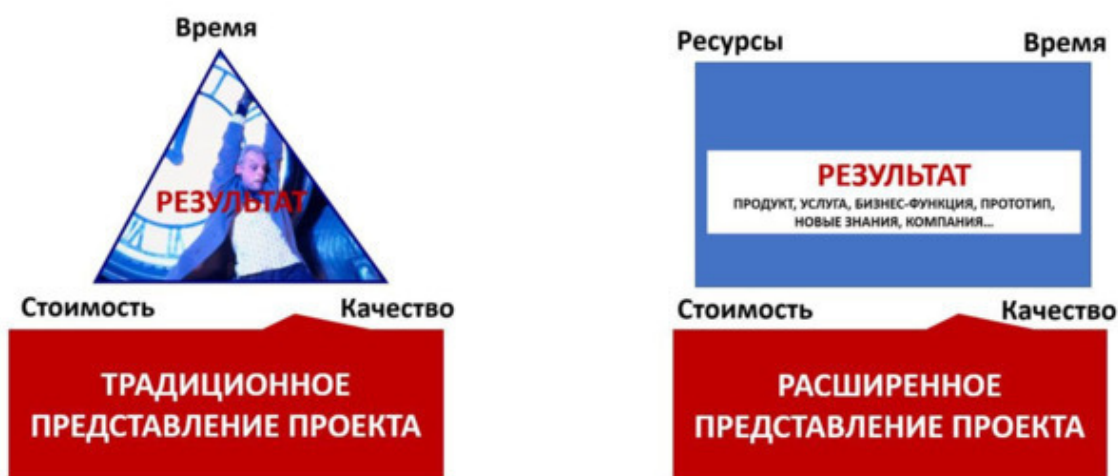 Время
РЕЗУЛЬТАТ
Стоимость Качество
ТРАДИЦИОННОЕ
ПРЕДСТАВЛЕНИЕ ПРОЕКТА
Ресурсы Время
РЕЗУЛЬТАТ
ПРОДУКТ, УСЛУГА, БИЗНЕС-ФУНКЦИЯ, ПРОТОТИП,
НОВЫЕ ЗНАНИЯ, КОМПАНИЯ...
Стоимость Качество
РАСШИРЕННОЕ
ПРЕДСТАВЛЕНИЕ ПРОЕКТА